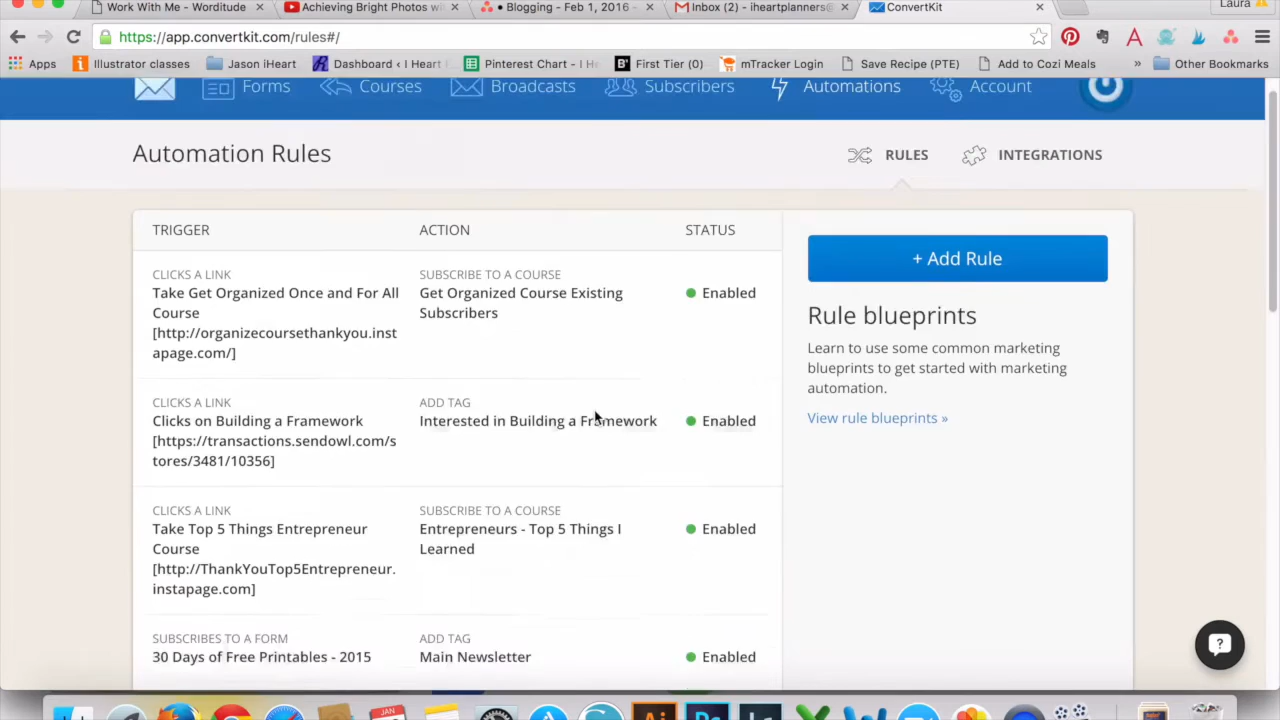 Work With Me - Worditude
Achieving Bright Photos wi
• Blogging - Feb 1, 2016 -
Inbox (2) - iheartplanners@
ConvertKit
Laura
https://app.convertkit.com/rules#/
Apps
Illustrator classes
Jason iHeart
Dashboard ‹ I Heart
Pinterest Chart - I He
First Tier (0)
mTracker Login
Save Recipe (PTE)
Add to Cozi Meals
»
Other Bookmarks
Forms
Courses
Broadcasts
Subscribers
Automations
Account
Automation Rules
RULES
INTEGRATIONS
TRIGGER
ACTION
STATUS
CLICKS A LINK
Take Get Organized Once and For All
Course
[http://organizecoursethankyou.inst
apage.com/]
SUBSCRIBE TO A COURSE
Get Organized Course Existing
Subscribers
Enabled
CLICKS A LINK
Clicks on Building a Framework
[https://transactions.sendowl.com/s
tores/3481/10356]
ADD TAG
Interested in Building a Framework
Enabled
CLICKS A LINK
Take Top 5 Things Entrepreneur
Course
[http://ThankYouTop5Entrepreneur.
instapage.com]
SUBSCRIBE TO A COURSE
Entrepreneurs - Top 5 Things I
Learned
Enabled
SUBSCRIBES TO A FORM
30 Days of Free Printables - 2015
ADD TAG
Main Newsletter
Enabled
+ Add Rule
Rule blueprints
Learn to use some common marketing
blueprints to get started with marketing
automation.
View rule blueprints »
?
JAN
Ai
Ps